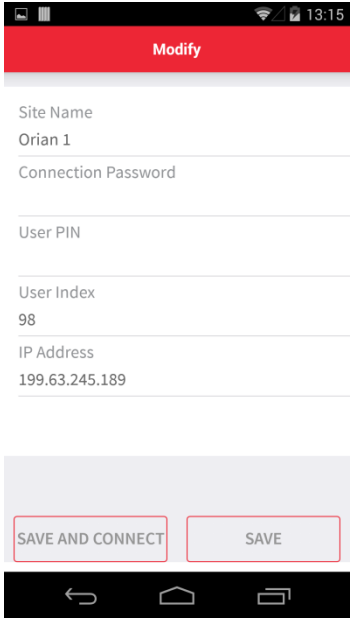 13:15
Modify
Site Name
Orian 1
Connection Password
User PIN
User Index
98
IP Address
199.63.245.189
SAVE AND CONNECT
SAVE